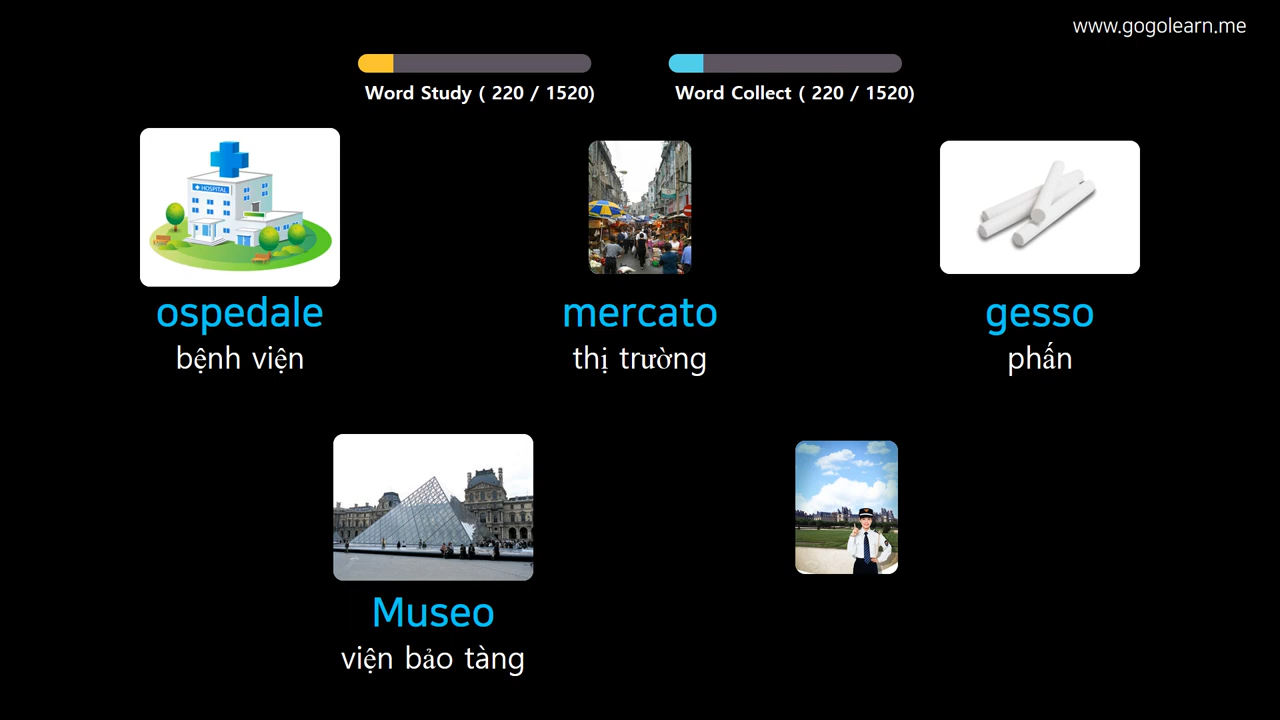 www.gogolearn.me
Word Study ( 220 / 1520)
Word Collect ( 220 / 1520)
HOSPITAL
ospedale
mercato
gesso
bệnh viện
thị trường
phấn
Museo
viện bảo tàng